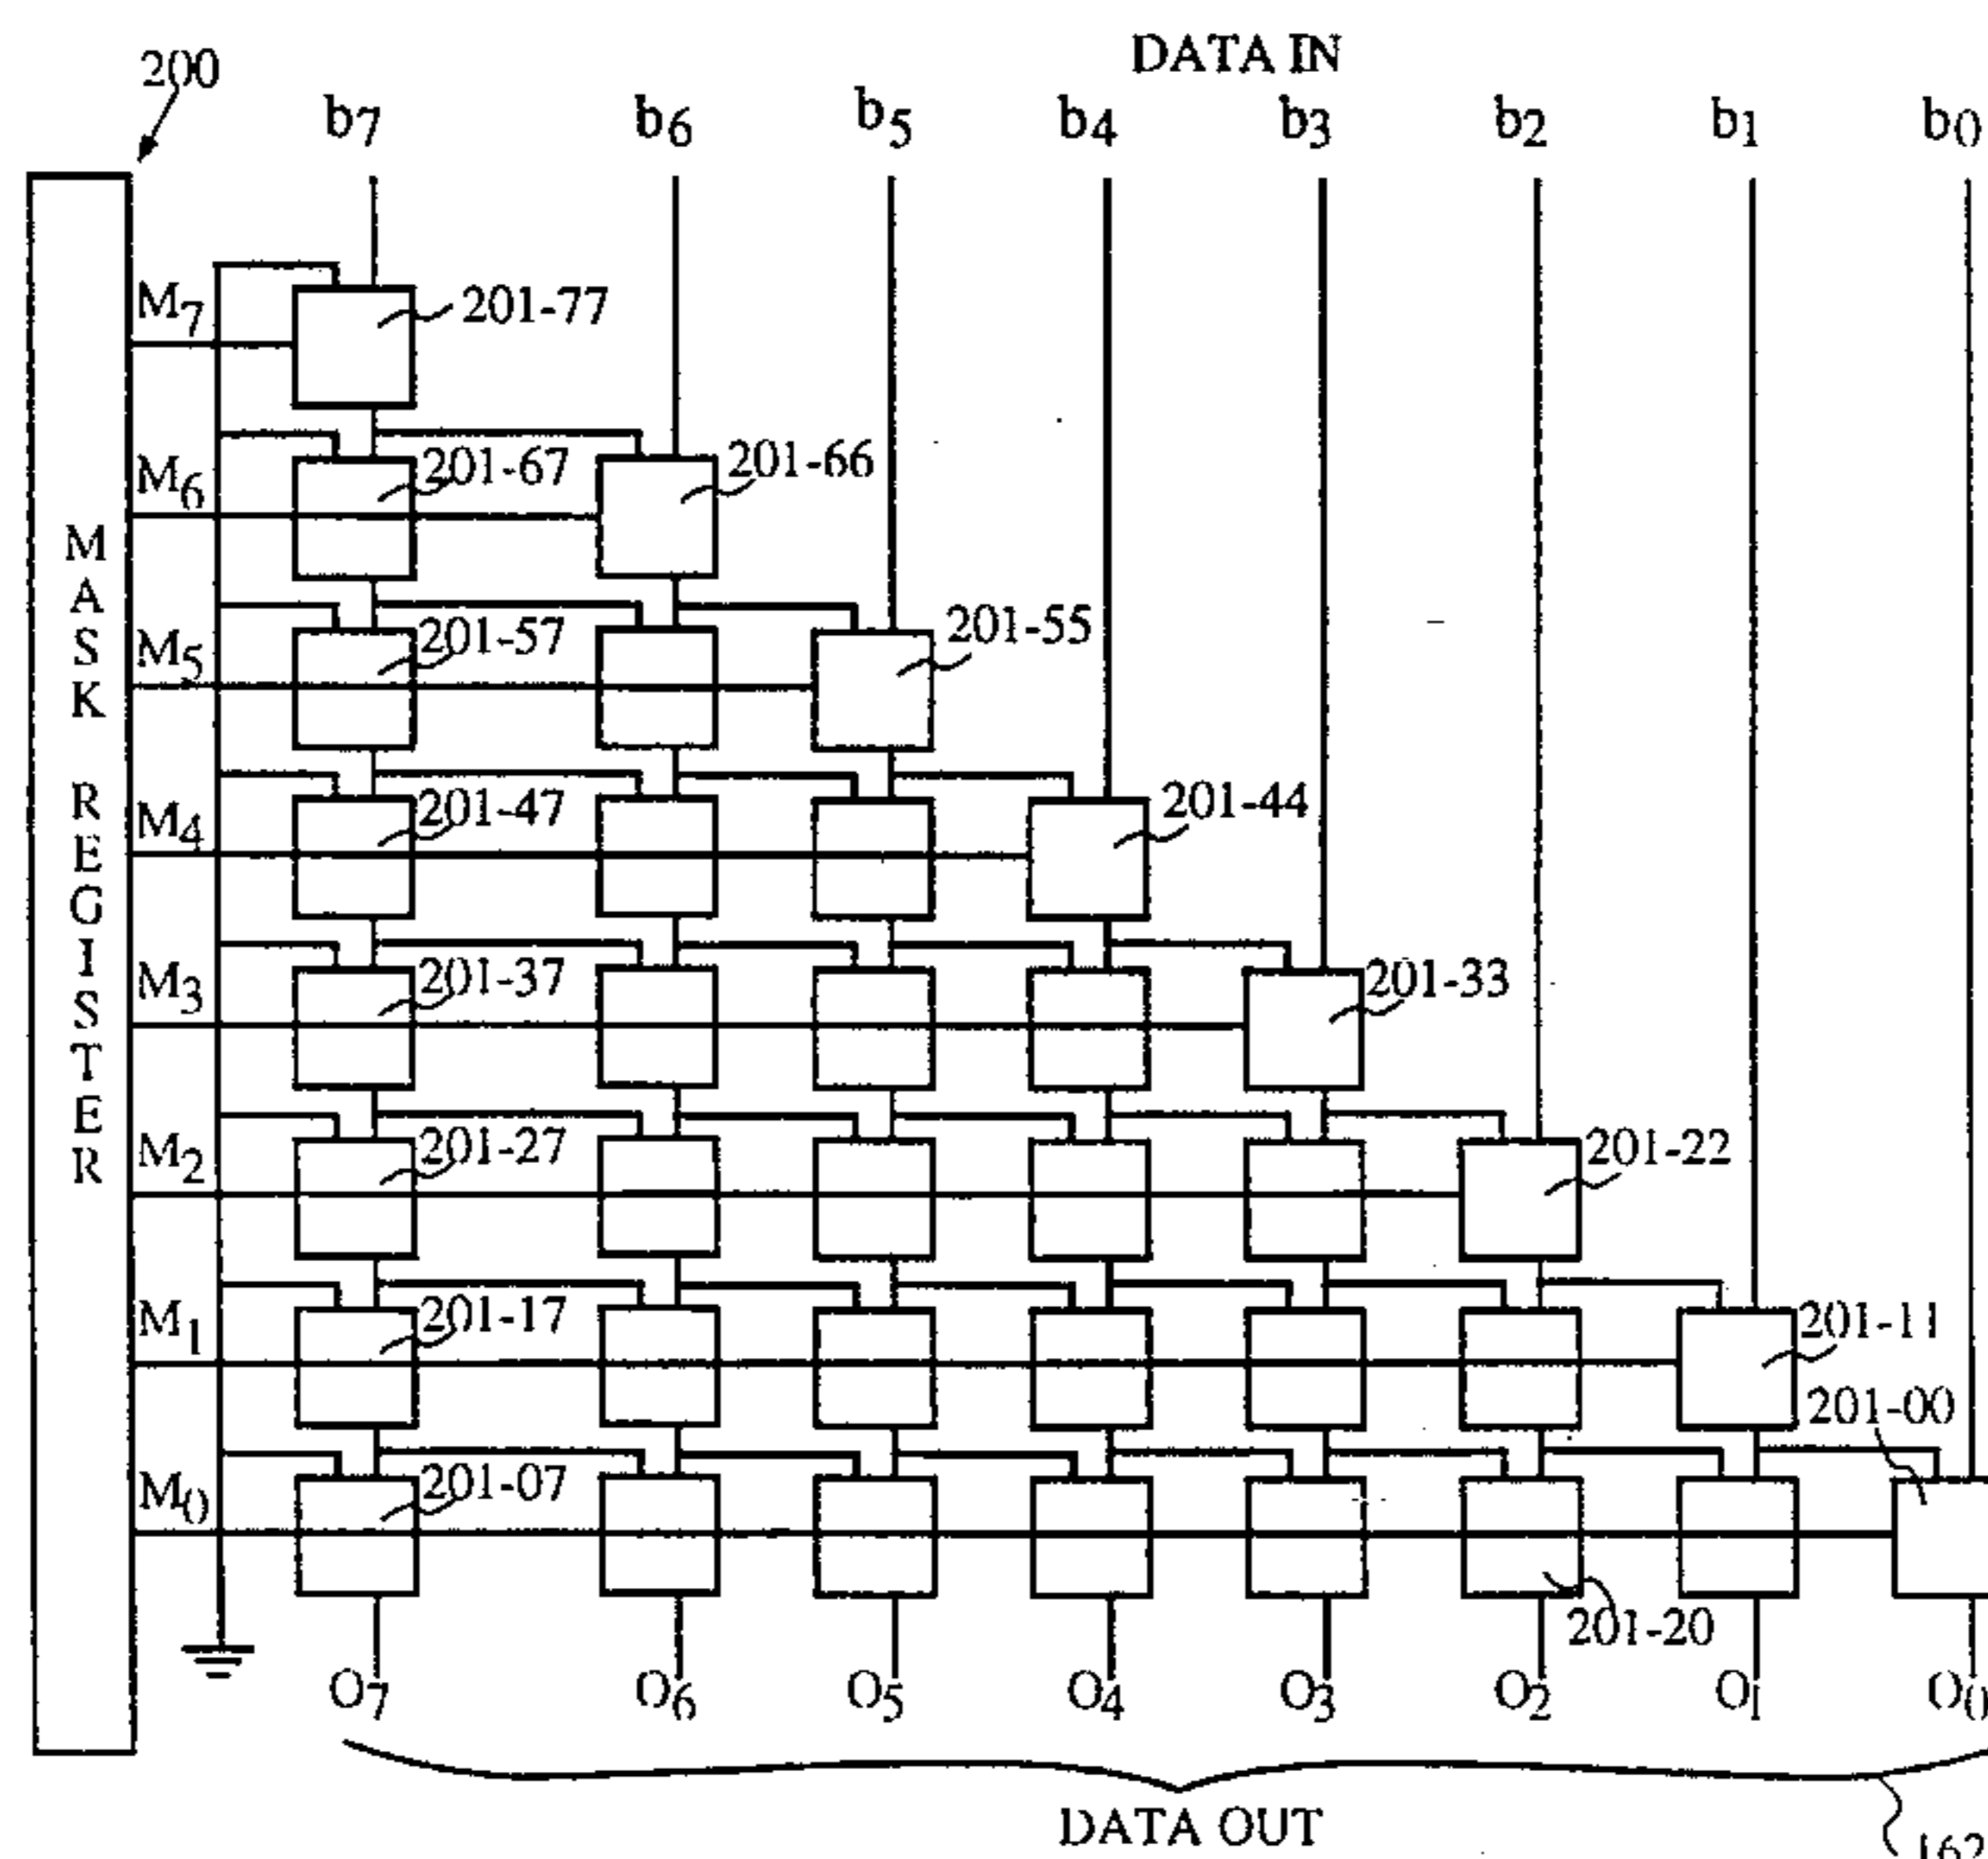 200
DATA IN
b7 b6 b5 b4 b3 b2 b1 b0
M7
201-77
M6
201-67
201-66
MASK REGISTER
M5
201-57
201-55
M4
201-47
201-44
M3
201-37
201-33
M2
201-27
201-22
M1
201-17
201-11
201-00
M0
201-07
201-20
O7 O6 O5 O4 O3 O2 O1 O0
DATA OUT
162